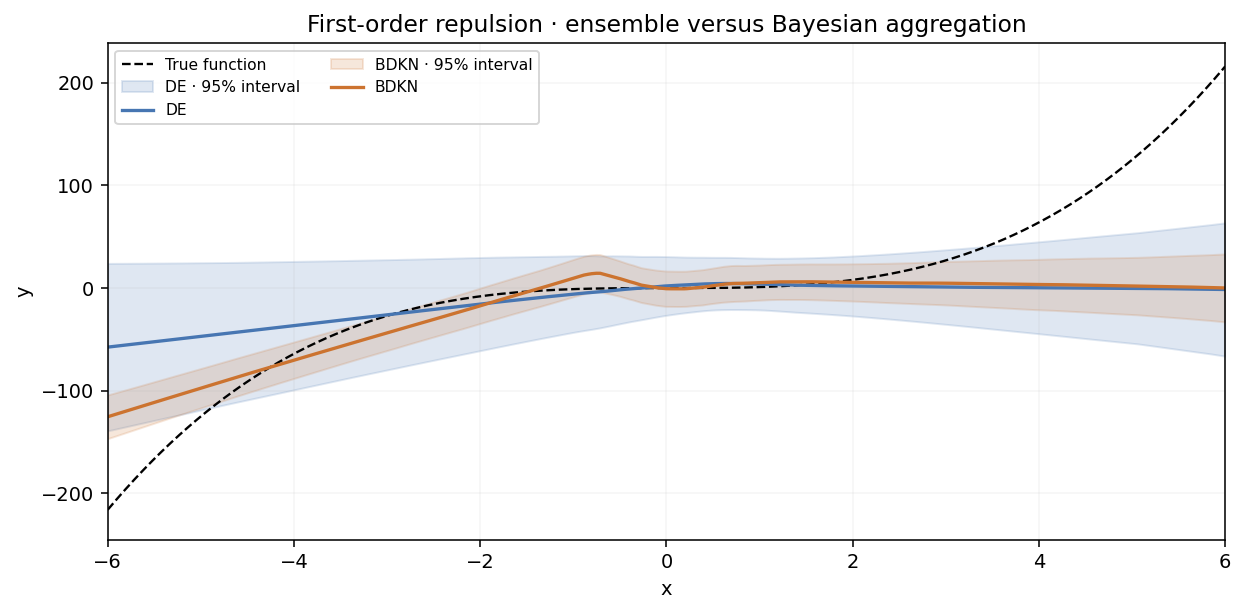 First-order repulsion · ensemble versus Bayesian aggregation
True function
DE · 95% interval
DE
BDKN · 95% interval
BDKN
y
200
100
0
−100
−200
−6
−4
−2
0
2
4
6
x